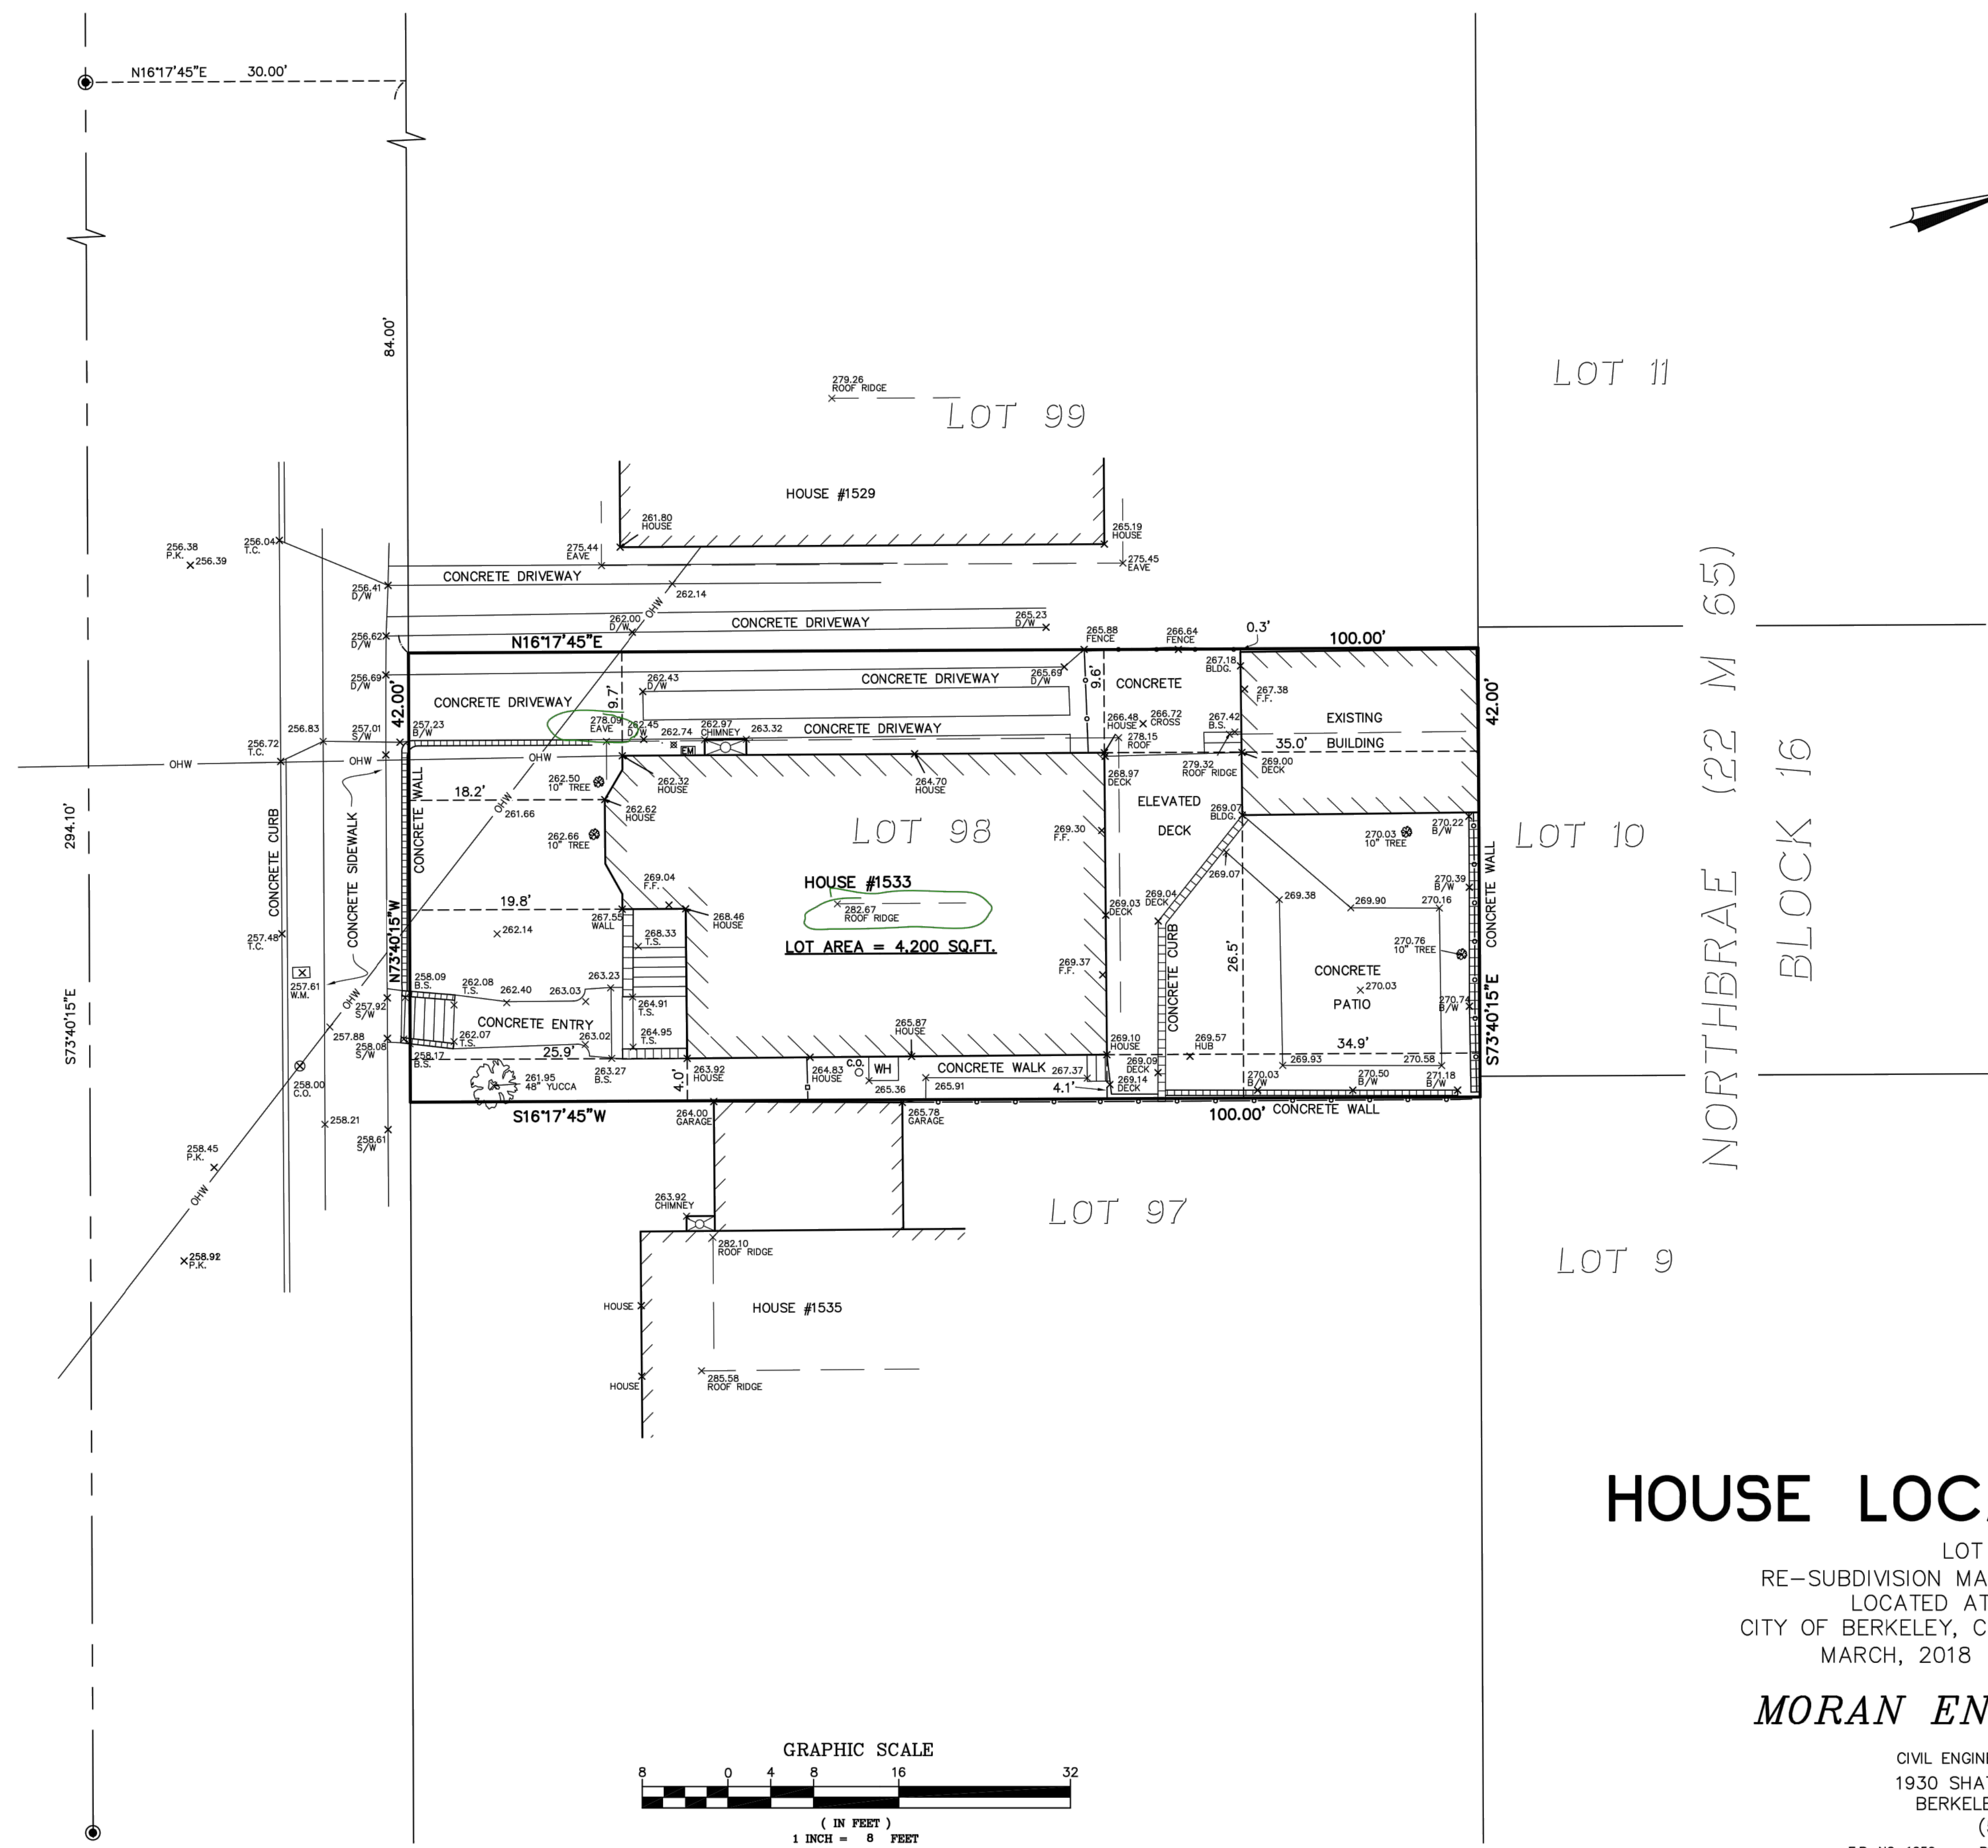 N16°17'45"E 30.00'
84.00'
LOT 11
279.26
ROOF RIDGE
LOT 99
HOUSE #1529
261.80
HOUSE
265.19
HOUSE
256.04
T.C.
256.38
P.K.
256.39
275.44
EAVE
275.45
EAVE
CONCRETE DRIVEWAY
256.41
D/W
262.14
OHW
262.00
D/W
CONCRETE DRIVEWAY
265.23
D/W
256.62
D/W
N16°17'45"E
265.88
FENCE
266.64
FENCE
0.3'
100.00'
256.69
D/W
42.00'
CONCRETE DRIVEWAY
9.7'
262.43
D/W
CONCRETE DRIVEWAY
265.69
D/W
9.6'
CONCRETE
267.18
BLDG.
267.38
F.F.
EXISTING
BUILDING
42.00'
256.83
257.01
S/W
257.23
B/W
278.09
EAVE
262.45
D/W
262.74
EM
262.97
CHIMNEY
263.32
CONCRETE DRIVEWAY
266.48
HOUSE
266.72
CROSS
267.42
B.S.
278.15
ROOF
35.0'
256.72
T.C.
OHW
OHW
OHW
262.50
10" TREE
262.32
HOUSE
264.70
HOUSE
268.97
DECK
279.32
ROOF RIDGE
269.00
DECK
18.2'
OHW
261.66
262.62
HOUSE
ELEVATED
DECK
269.07
BLDG.
CONCRETE WALL
CONCRETE CURB
CONCRETE SIDEWALK
262.66
10" TREE
LOT 98
269.30
F.F.
270.03
10" TREE
270.22
B/W
LOT 10
294.10'
269.04
F.F.
HOUSE #1533
269.07
269.38
270.39
B/W
CONCRETE WALL
19.8'
282.67
ROOF RIDGE
269.04
DECK
269.03
DECK
269.90
270.16
257.48
T.C.
262.14
267.55
WALL
268.46
HOUSE
268.33
T.S.
LOT AREA = 4,200 SQ.FT.
CONCRETE CURB
26.5'
270.76
10" TREE
N73°40'15"W
257.61
W.M.
258.09
B.S.
262.08
T.S.
262.40
263.03
263.23
269.37
F.F.
CONCRETE
PATIO
270.03
270.74
B/W
OHW
257.92
S/W
264.91
T.S.
257.88
CONCRETE ENTRY
262.07
T.S.
263.02
264.95
T.S.
265.87
HOUSE
269.10
HOUSE
269.57
HUB
34.9'
S73°40'15"E
S73°40'15"E
258.08
S/W
258.17
B.S.
25.9'
263.27
B.S.
4.0'
263.92
HOUSE
264.83
HOUSE
C.O.
WH
265.36
CONCRETE WALK
265.91
267.37
4.1'
269.09
DECK
269.14
DECK
269.93
270.58
258.00
C.O.
261.95
48" YUCCA
270.03
B/W
270.50
B/W
271.18
B/W
S16°17'45"W
264.00
GARAGE
265.78
GARAGE
100.00'
CONCRETE WALL
258.21
258.61
S/W
258.45
P.K.
OHW
263.92
CHIMNEY
LOT 97
258.92
P.K.
282.10
ROOF RIDGE
LOT 9
HOUSE
HOUSE #1535
HOUSE
285.58
ROOF RIDGE
NORTHBRAE (22 M 65)
BLOCK 16
HOUSE LOC
LOT
RE-SUBDIVISION MA
LOCATED AT
CITY OF BERKELEY, C
MARCH, 2018
MORAN EN
CIVIL ENGIN
1930 SHA
BERKELE
(
GRAPHIC SCALE
8 0 4 8 16 32
( IN FEET )
1 INCH = 8 FEET